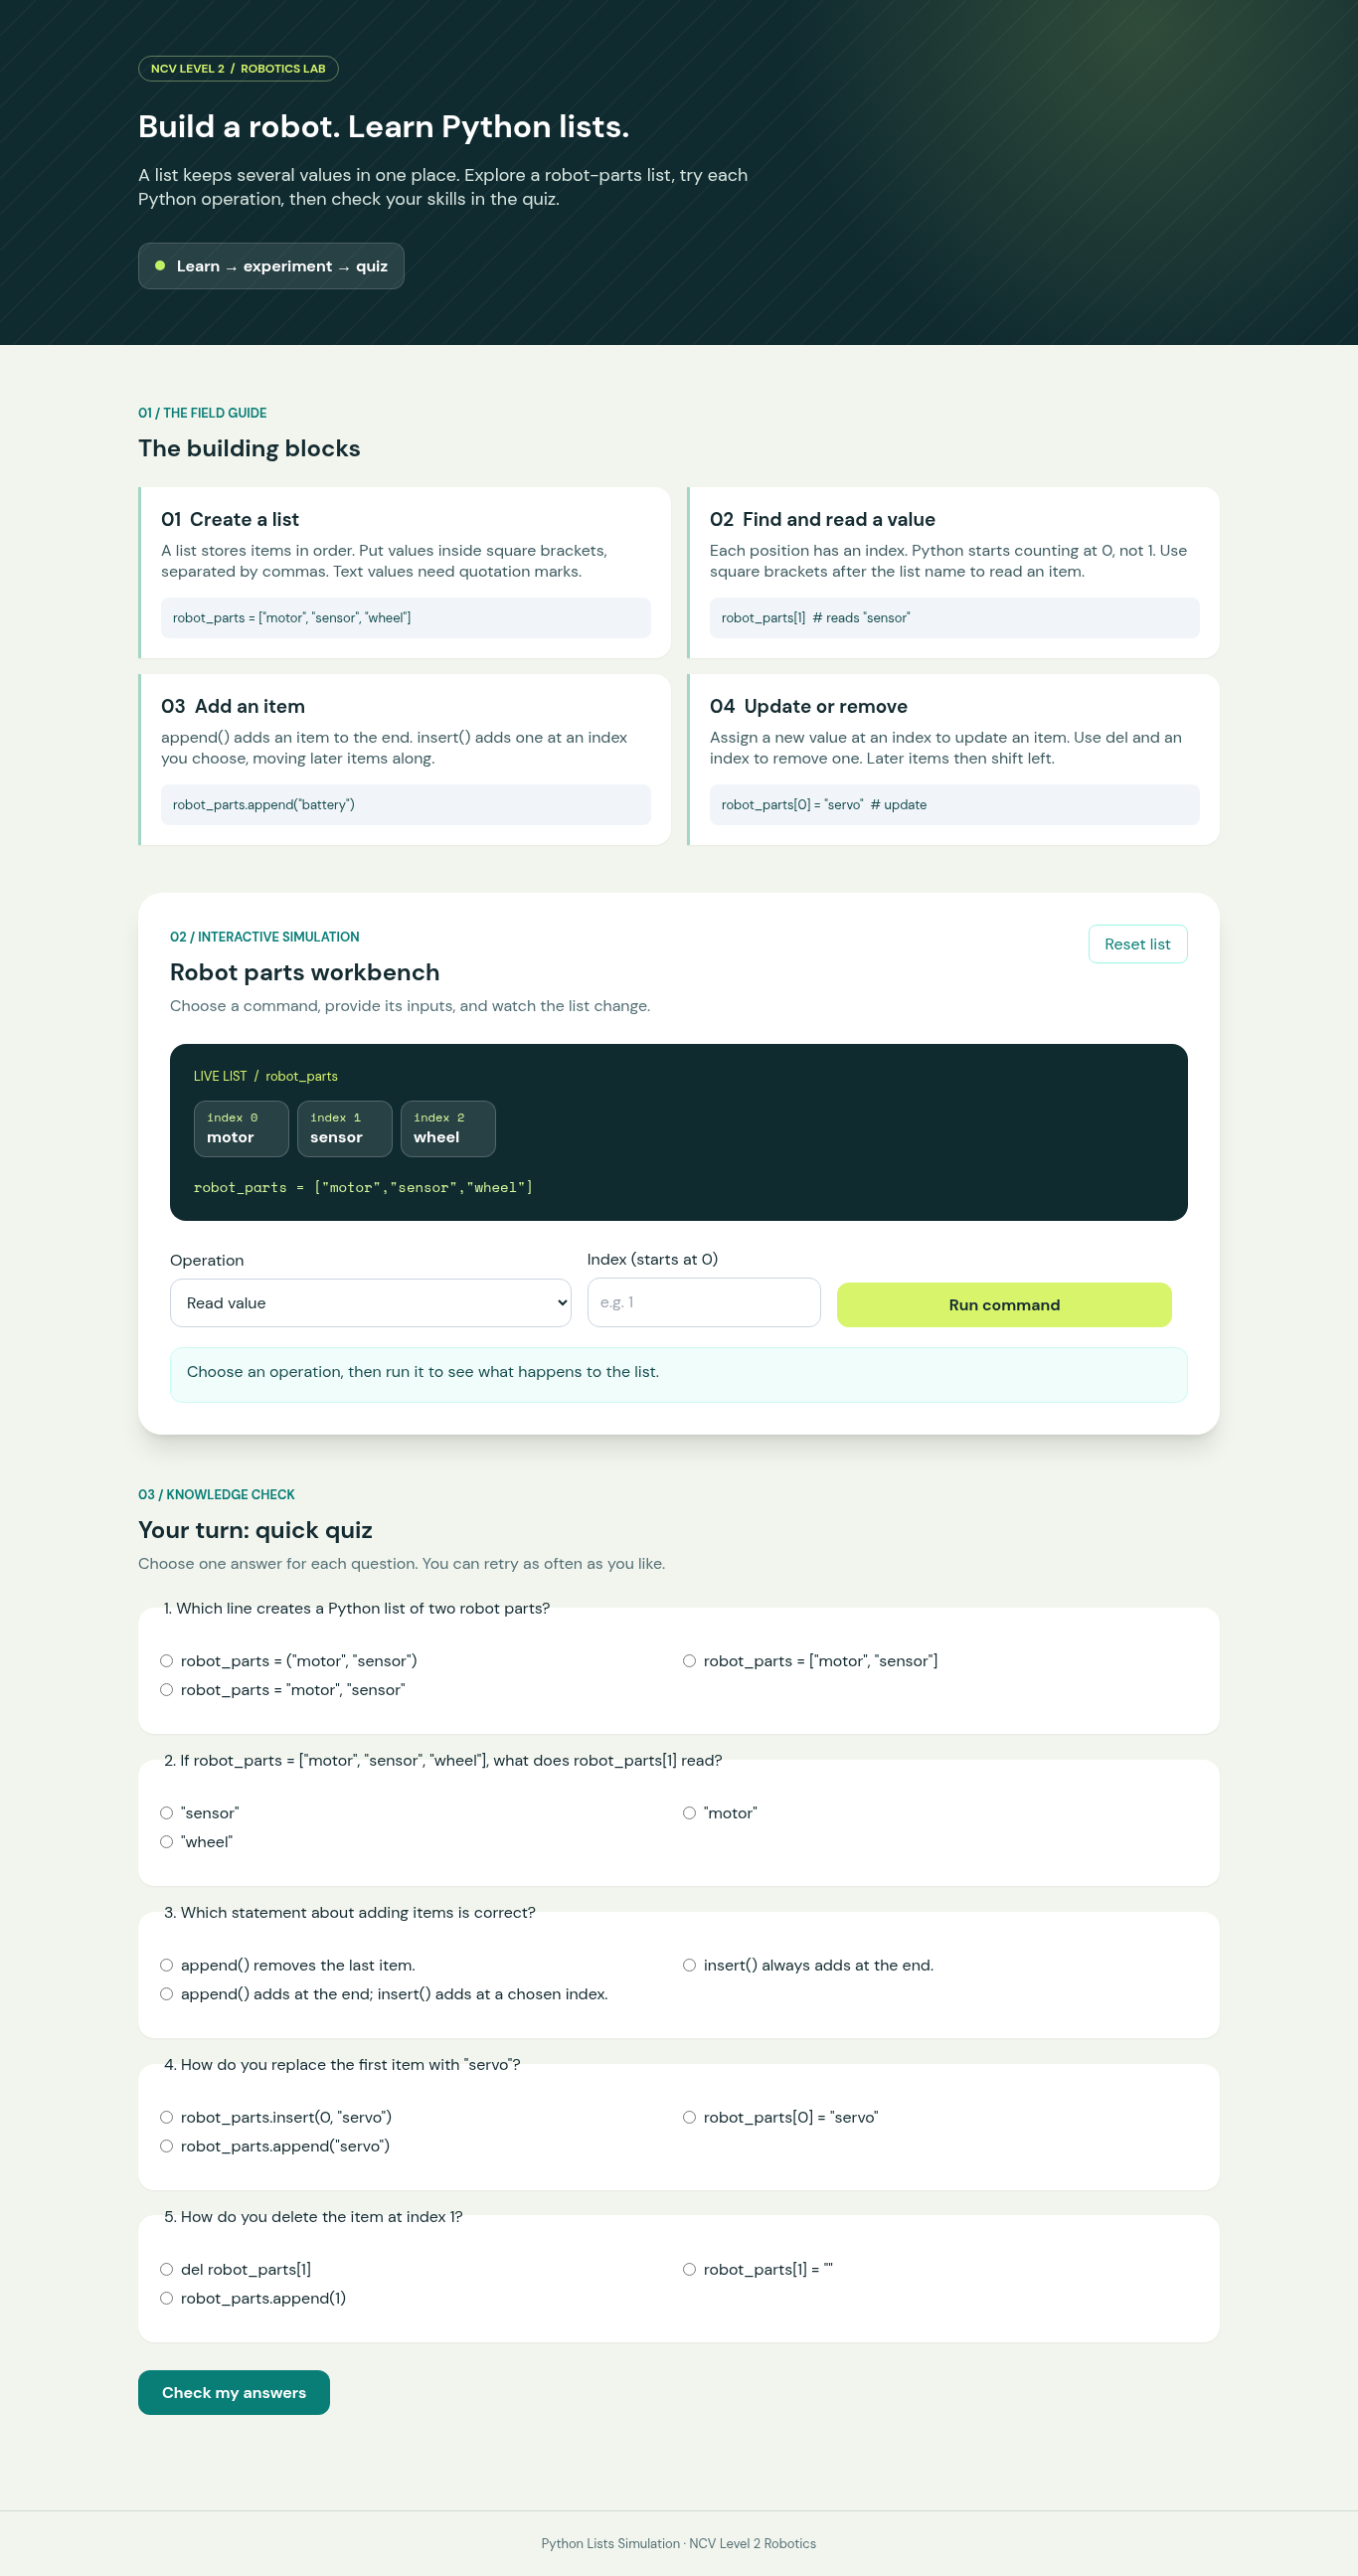 NCV LEVEL 2 / ROBOTICS LAB
Build a robot. Learn Python lists.
A list keeps several values in one place. Explore a robot-parts list, try each
Python operation, then check your skills in the quiz.
Learn → experiment → quiz
01 / THE FIELD GUIDE
The building blocks
01 Create a list
A list stores items in order. Put values inside square brackets,
separated by commas. Text values need quotation marks.
robot_parts = ["motor", "sensor", "wheel"]
02 Find and read a value
Each position has an index. Python starts counting at 0, not 1. Use
square brackets after the list name to read an item.
robot_parts[1] # reads "sensor"
03 Add an item
append() adds an item to the end. insert() adds one at an index
you choose, moving later items along.
robot_parts.append("battery")
04 Update or remove
Assign a new value at an index to update an item. Use del and an
index to remove one. Later items then shift left.
robot_parts[0] = "servo" # update
02 / INTERACTIVE SIMULATION
Reset list
Robot parts workbench
Choose a command, provide its inputs, and watch the list change.
LIVE LIST / robot_parts
index 0
motor
index 1
sensor
index 2
wheel
robot_parts = ["motor","sensor","wheel"]
Operation
Read value
Index (starts at 0)
e.g. 1
Run command
Choose an operation, then run it to see what happens to the list.
03 / KNOWLEDGE CHECK
Your turn: quick quiz
Choose one answer for each question. You can retry as often as you like.
1. Which line creates a Python list of two robot parts?
robot_parts = ("motor", "sensor")
robot_parts = ["motor", "sensor"]
robot_parts = "motor", "sensor"
2. If robot_parts = ["motor", "sensor", "wheel"], what does robot_parts[1] read?
"sensor"
"motor"
"wheel"
3. Which statement about adding items is correct?
append() removes the last item.
insert() always adds at the end.
append() adds at the end; insert() adds at a chosen index.
4. How do you replace the first item with "servo"?
robot_parts.insert(0, "servo")
robot_parts[0] = "servo"
robot_parts.append("servo")
5. How do you delete the item at index 1?
del robot_parts[1]
robot_parts[1] = ""
robot_parts.append(1)
Check my answers
Python Lists Simulation · NCV Level 2 Robotics